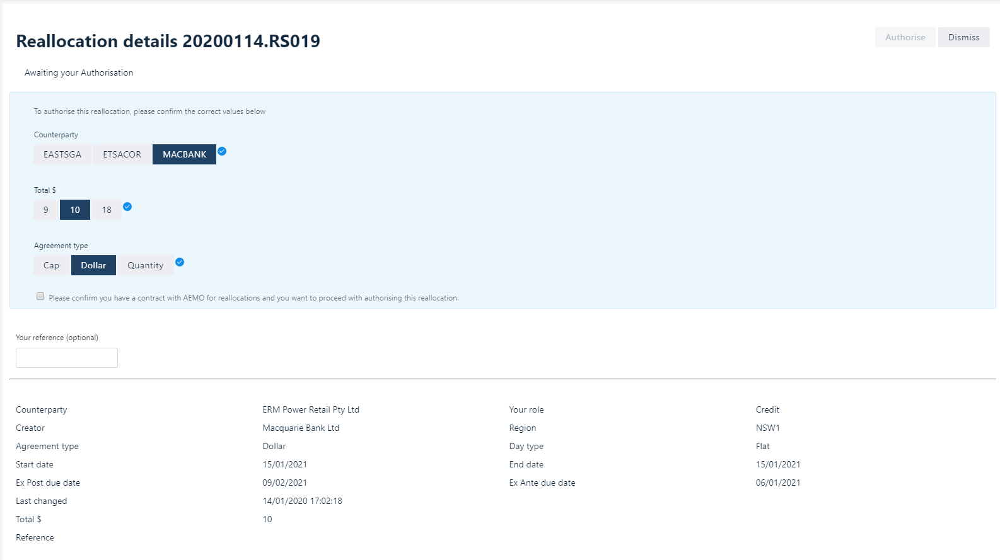 Reallocation details 20200114.RS019
Authorise
Dismiss
Awaiting your Authorisation
To authorise this reallocation, please confirm the correct values below
Counterparty
EASTSGA ETSACOR MACBANK
Total $
9 10 18
Agreement type
Cap Dollar Quantity
Please confirm you have a contract with AEMO for reallocations and you want to proceed with authorising this reallocation.
Your reference (optional)
Counterparty ERM Power Retail Pty Ltd Your role Credit
Creator Macquarie Bank Ltd Region NSW1
Agreement type Dollar Day type Flat
Start date 15/01/2021 End date 15/01/2021
Ex Post due date 09/02/2021 Ex Ante due date 06/01/2021
Last changed 14/01/2020 17:02:18
Total $ 10
Reference